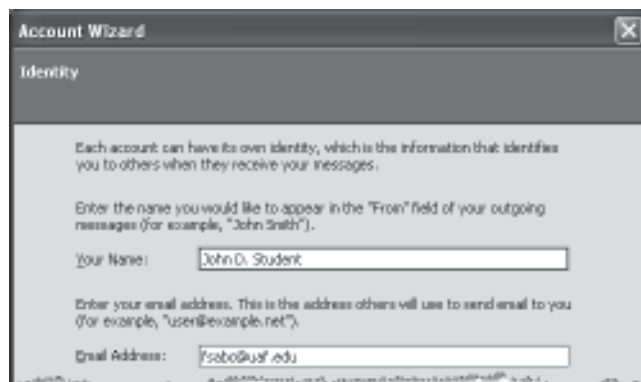 Account Wizard
Identity
Each account can have its own identity, which is the information that identifies
you to others when they receive your messages.
Enter the name you would like to appear in the "From" field of your outgoing
messages (for example, "John Smith").
Your Name: John D. Student
Enter your email address. This is the address others will use to send email to you
(for example, "user@example.net").
Email Address: fsabo@uaf.edu